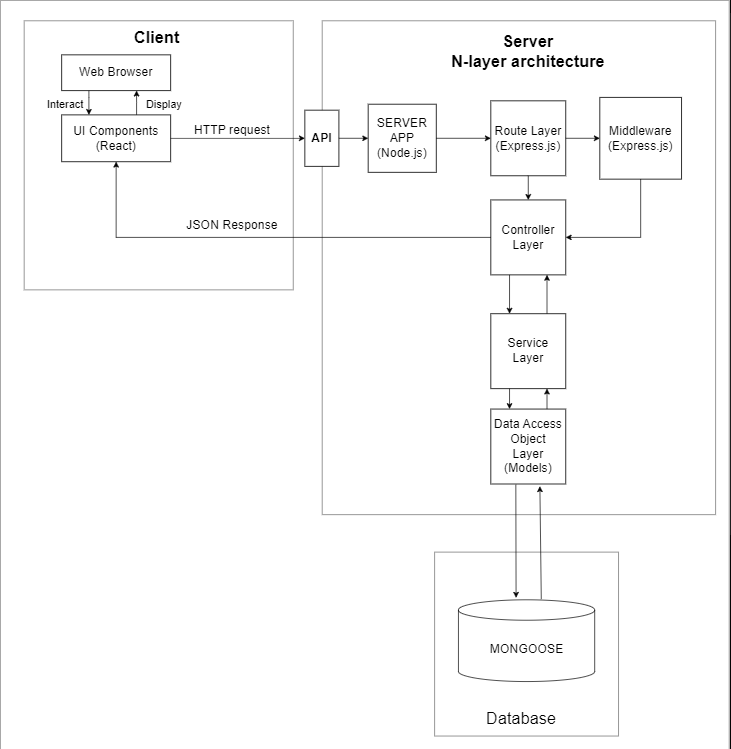 Client
Server
N-layer architecture
Web Browser
Interact
Display
UI Components
(React)
HTTP request
API
SERVER
APP
(Node.js)
Route Layer
(Express.js)
Middleware
(Express.js)
JSON Response
Controller
Layer
Service
Layer
Data Access
Object
Layer
(Models)
MONGOOSE
Database